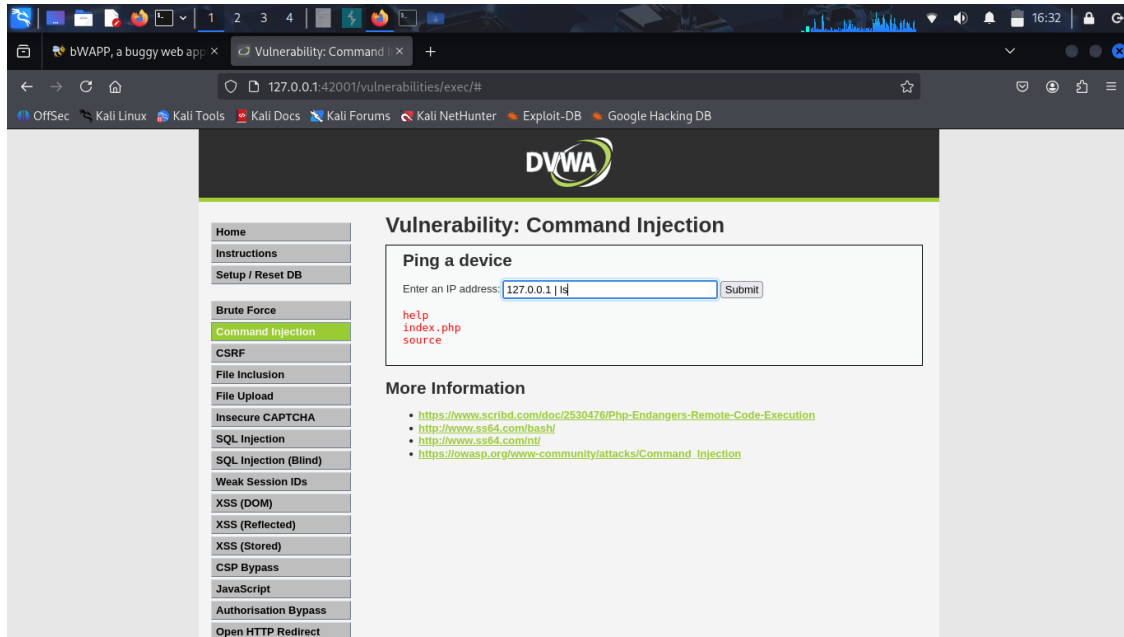 1 2 3 4 16:32
bWAPP, a buggy web app Vulnerability: Command I
127.0.0.1:42001/vulnerabilities/exec/#
OffSec Kali Linux Kali Tools Kali Docs Kali Forums Kali NetHunter Exploit-DB Google Hacking DB
DVWA
Home
Instructions
Setup / Reset DB
Brute Force
Command Injection
CSRF
File Inclusion
File Upload
Insecure CAPTCHA
SQL Injection
SQL Injection (Blind)
Weak Session IDs
XSS (DOM)
XSS (Reflected)
XSS (Stored)
CSP Bypass
JavaScript
Authorisation Bypass
Open HTTP Redirect
Vulnerability: Command Injection
Ping a device
Enter an IP address: 127.0.0.1 | ls Submit
help
index.php
source
More Information
https://www.scribd.com/doc/2530476/Php-Endangers-Remote-Code-Execution
http://www.ss64.com/bash/
http://www.ss64.com/nt/
https://owasp.org/www-community/attacks/Command_Injection